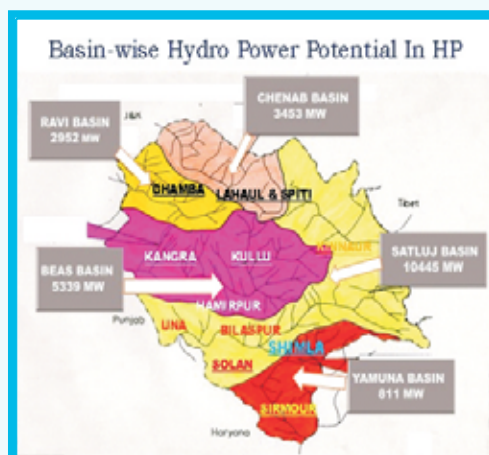 Basin-wise Hydro Power Potential In HP
CHENAB BASIN
3453 MW
RAVI BASIN
2952 MW
J&K
CHAMBA
LAHAUL & SPITI
Tibet
KINNAUR
SATLUJ BASIN
10445 MW
KANGRA
KULLU
BEAS BASIN
5339 MW
HAMIRPUR
Punjab
UNA
BILASPUR
SHIMLA
SOLAN
YAMUNA BASIN
811 MW
SIRMOUR
Haryana